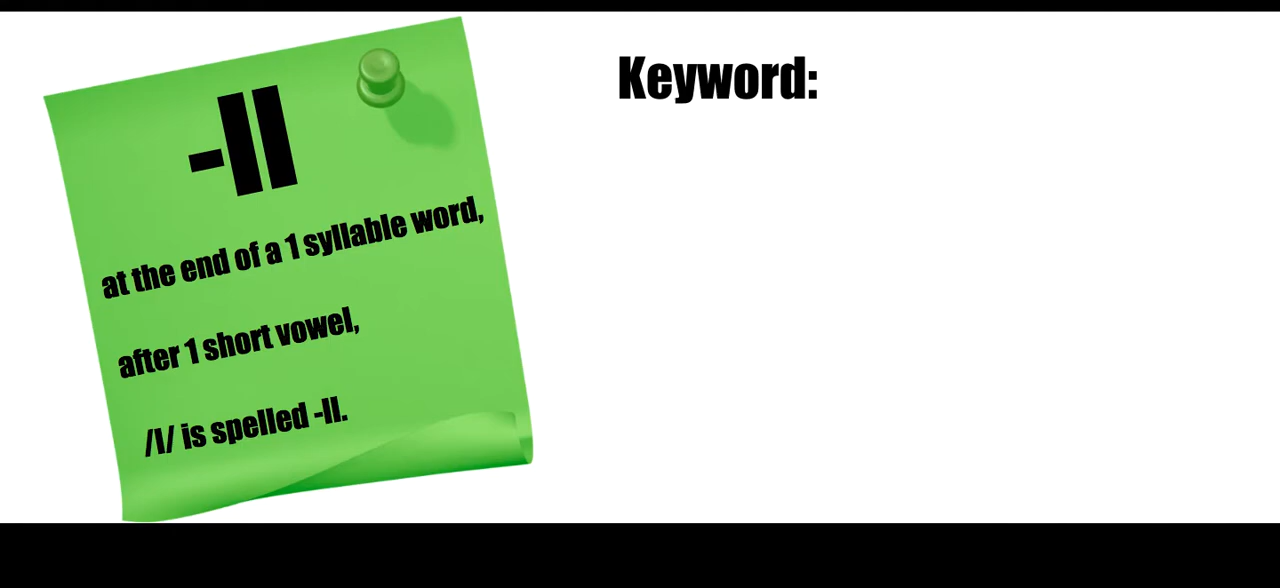 -ll
at the end of a 1 syllable word,
after 1 short vowel,
/l/ is spelled -ll.
Keyword: